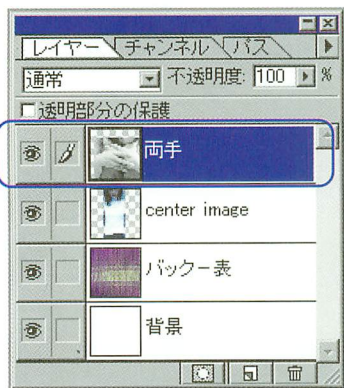 レイヤー チャンネル パス
通常 不透明度: 100 %
透明部分の保護
両手
center image
バックー表
背景